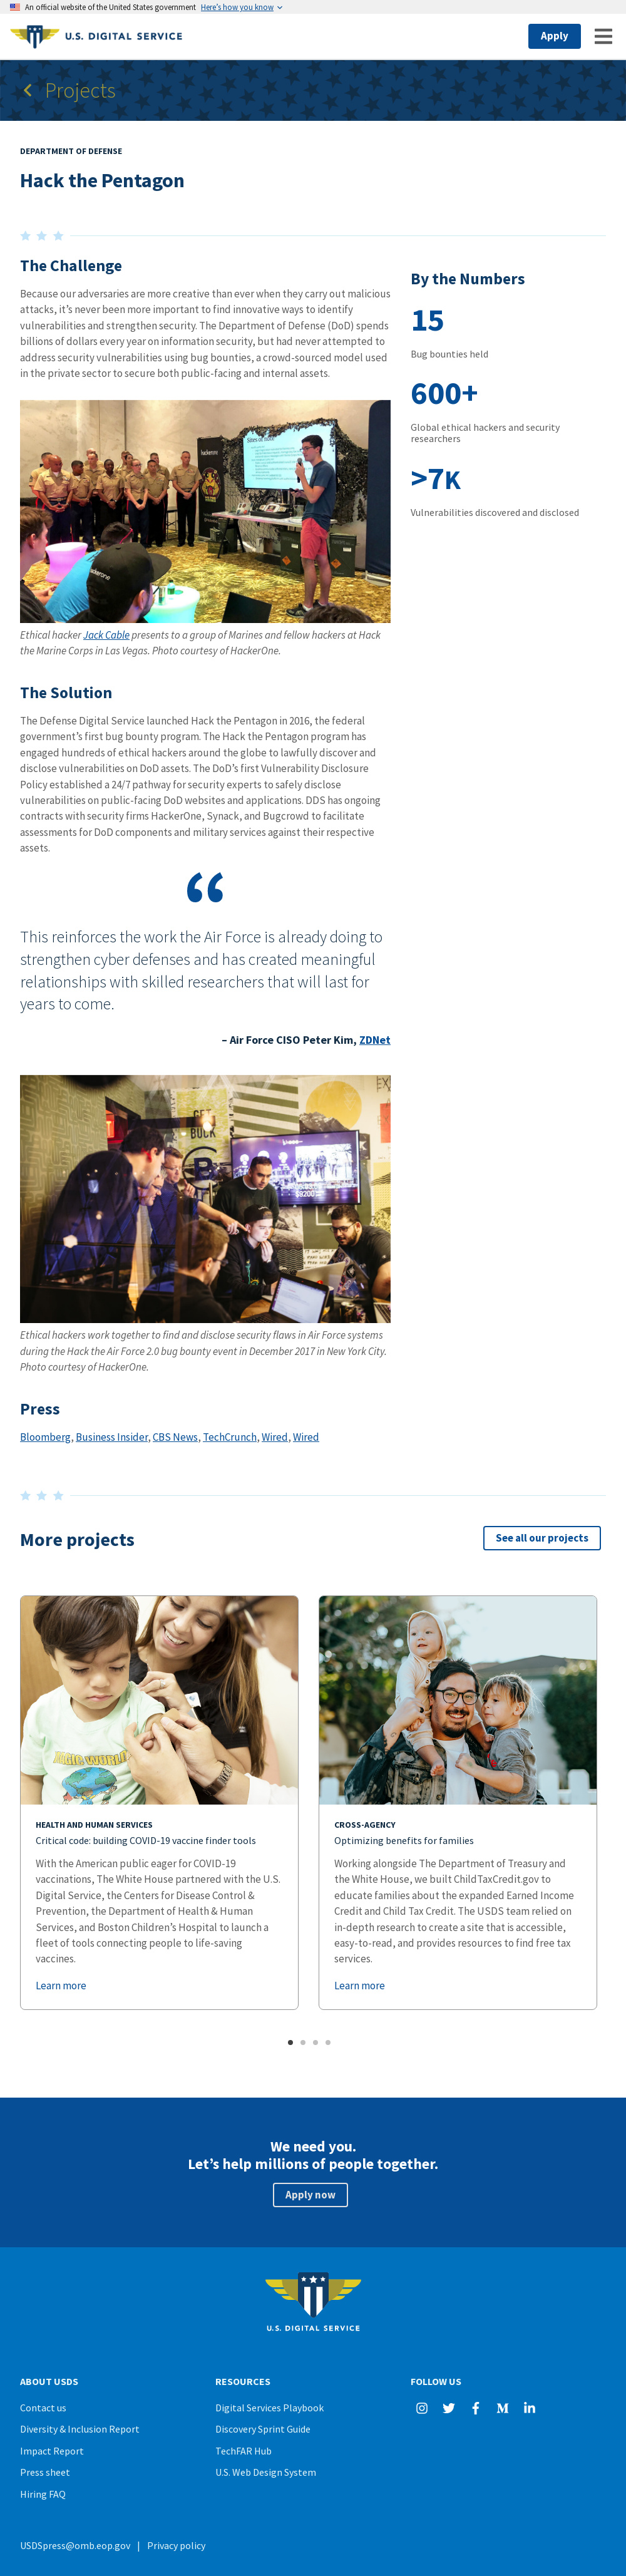 An official website of the United States government Here's how you know
U.S. DIGITAL SERVICE
Apply
Projects
DEPARTMENT OF DEFENSE
Hack the Pentagon
The Challenge
Because our adversaries are more creative than ever when they carry out malicious
attacks, it's never been more important to find innovative ways to identify
vulnerabilities and strengthen security. The Department of Defense (DoD) spends
billions of dollars every year on information security, but had never attempted to
address security vulnerabilities using bug bounties, a crowd-sourced model used
in the private sector to secure both public-facing and internal assets.
By the Numbers
15
Bug bounties held
600+
Global ethical hackers and security
researchers
>7K
Vulnerabilities discovered and disclosed
Ethical hacker Jack Cable presents to a group of Marines and fellow hackers at Hack
the Marine Corps in Las Vegas. Photo courtesy of HackerOne.
The Solution
The Defense Digital Service launched Hack the Pentagon in 2016, the federal
government's first bug bounty program. The Hack the Pentagon program has
engaged hundreds of ethical hackers around the globe to lawfully discover and
disclose vulnerabilities on DoD assets. The DoD's first Vulnerability Disclosure
Policy established a 24/7 pathway for security experts to safely disclose
vulnerabilities on public-facing DoD websites and applications. DDS has ongoing
contracts with security firms HackerOne, Synack, and Bugcrowd to facilitate
assessments for DoD components and military services against their respective
assets.
“
This reinforces the work the Air Force is already doing to
strengthen cyber defenses and has created meaningful
relationships with skilled researchers that will last for
years to come.
– Air Force CISO Peter Kim, ZDNet
Ethical hackers work together to find and disclose security flaws in Air Force systems
during the Hack the Air Force 2.0 bug bounty event in December 2017 in New York City.
Photo courtesy of HackerOne.
Press
Bloomberg, Business Insider, CBS News, TechCrunch, Wired, Wired
More projects
See all our projects
HEALTH AND HUMAN SERVICES
Critical code: building COVID-19 vaccine finder tools
With the American public eager for COVID-19
vaccinations, The White House partnered with the U.S.
Digital Service, the Centers for Disease Control &
Prevention, the Department of Health & Human
Services, and Boston Children's Hospital to launch a
fleet of tools connecting people to life-saving
vaccines.
Learn more
CROSS-AGENCY
Optimizing benefits for families
Working alongside The Department of Treasury and
the White House, we built ChildTaxCredit.gov to
educate families about the expanded Earned Income
Credit and Child Tax Credit. The USDS team relied on
in-depth research to create a site that is accessible,
easy-to-read, and provides resources to find free tax
services.
Learn more
We need you.
Let's help millions of people together.
Apply now
U.S. DIGITAL SERVICE
ABOUT USDS
Contact us
Diversity & Inclusion Report
Impact Report
Press sheet
Hiring FAQ
RESOURCES
Digital Services Playbook
Discovery Sprint Guide
TechFAR Hub
U.S. Web Design System
FOLLOW US
USDSpress@omb.eop.gov | Privacy policy